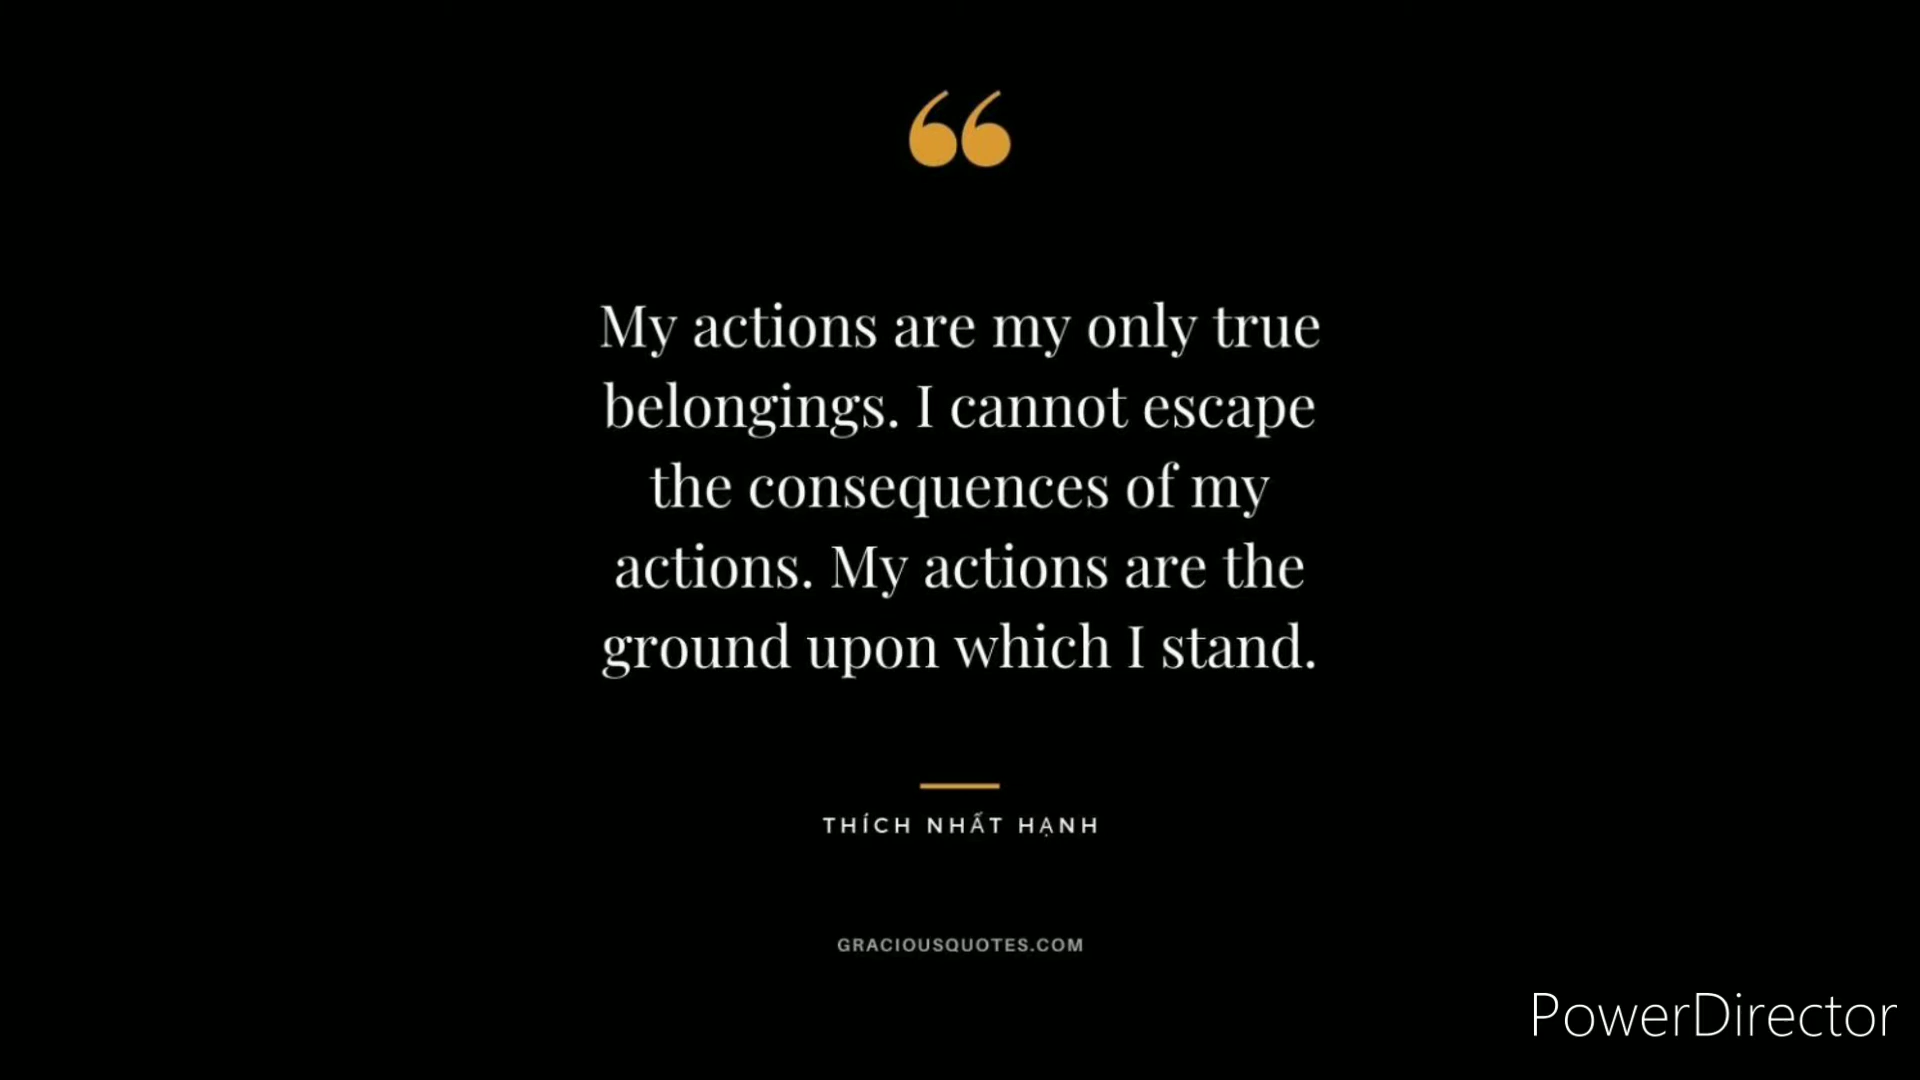 “
My actions are my only true
belongings. I cannot escape
the consequences of my
actions. My actions are the
ground upon which I stand.
THÍCH NHẤT HẠNH
GRACIOUSQUOTES.COM
PowerDirector